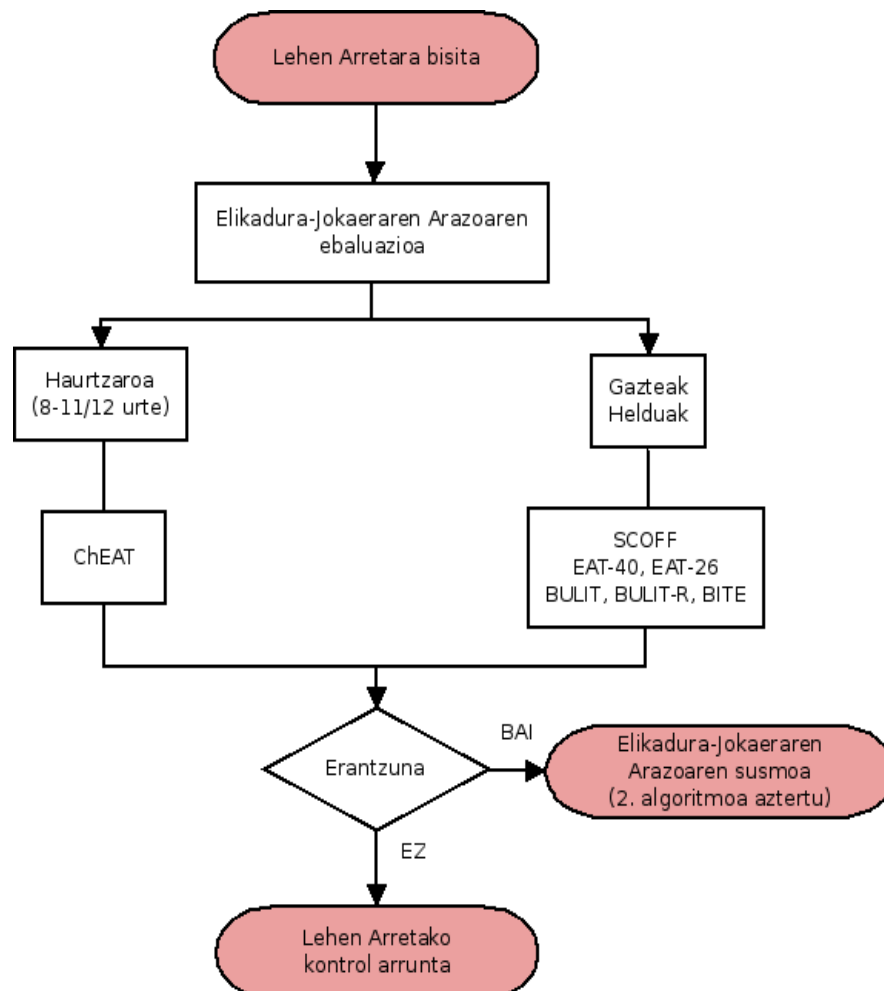 Lehen Arretara bisita
Elikadura-Jokaeraren Arazoaren
ebaluazioa
Haurtzaroa
(8-11/12 urte)
Gazteak
Helduak
ChEAT
SCOFF
EAT-40, EAT-26
BULIT, BULIT-R, BITE
Erantzuna
BAI
Elikadura-Jokaeraren
Arazoaren susmoa
(2. algoritmoa aztertu)
EZ
Lehen Arretako
kontrol arrunta